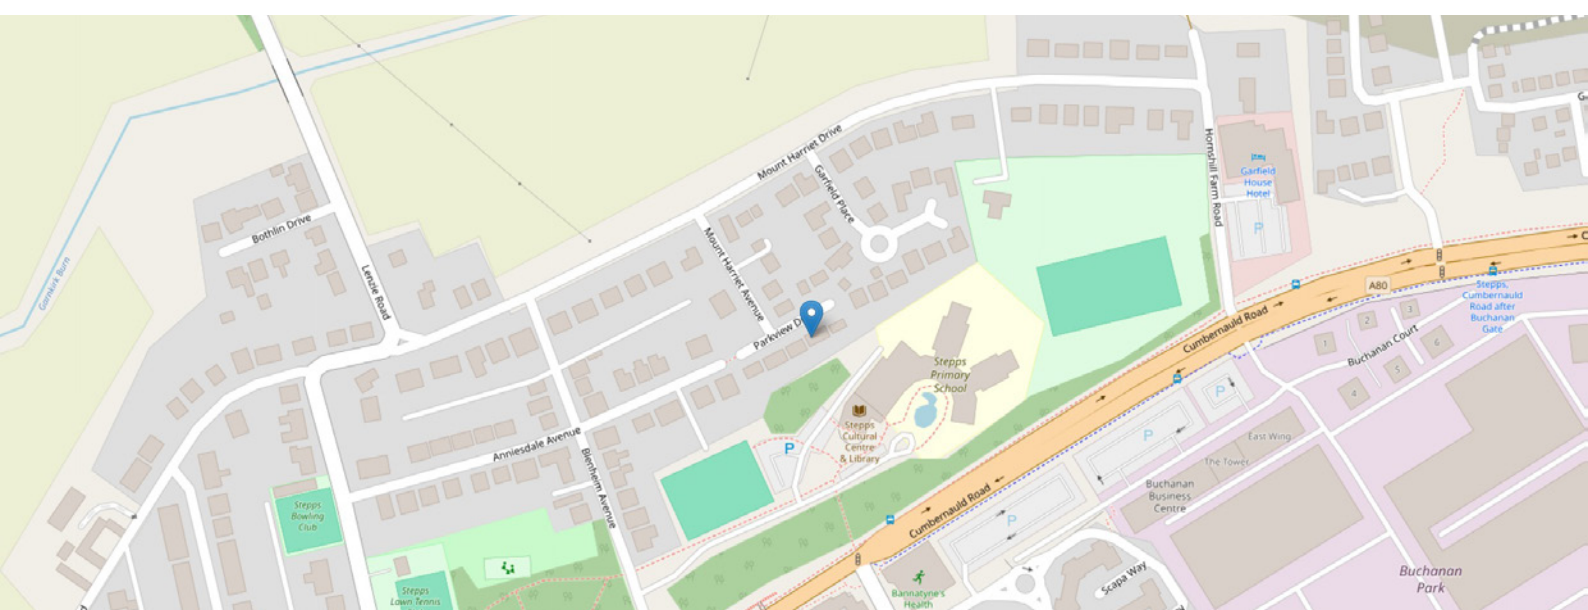 Mount Harriet Drive
Garfield Place
Hornshill Farm Road
Garfield
House
Hotel
P
Bothlin Drive
Garnkirk Burn
Lenzie Road
Mount Harriet Avenue
Parkview D
A80
Stepps,
Cumbernauld
Road after
Buchanan
Gate
Cumbernauld Road
Buchanan Court
1
2
3
4
5
6
Stepps
Primary
School
Stepps
Cultural
Centre
& Library
P
Anniesdale Avenue
Blenheim Avenue
P
P
East Wing
The Tower
Buchanan
Business
Centre
Stepps
Bowling
Club
Cumbernauld Road
P
Stepps
Lawn Tennis
Bannatyne's
Health
Scapa Way
Buchanan
Park